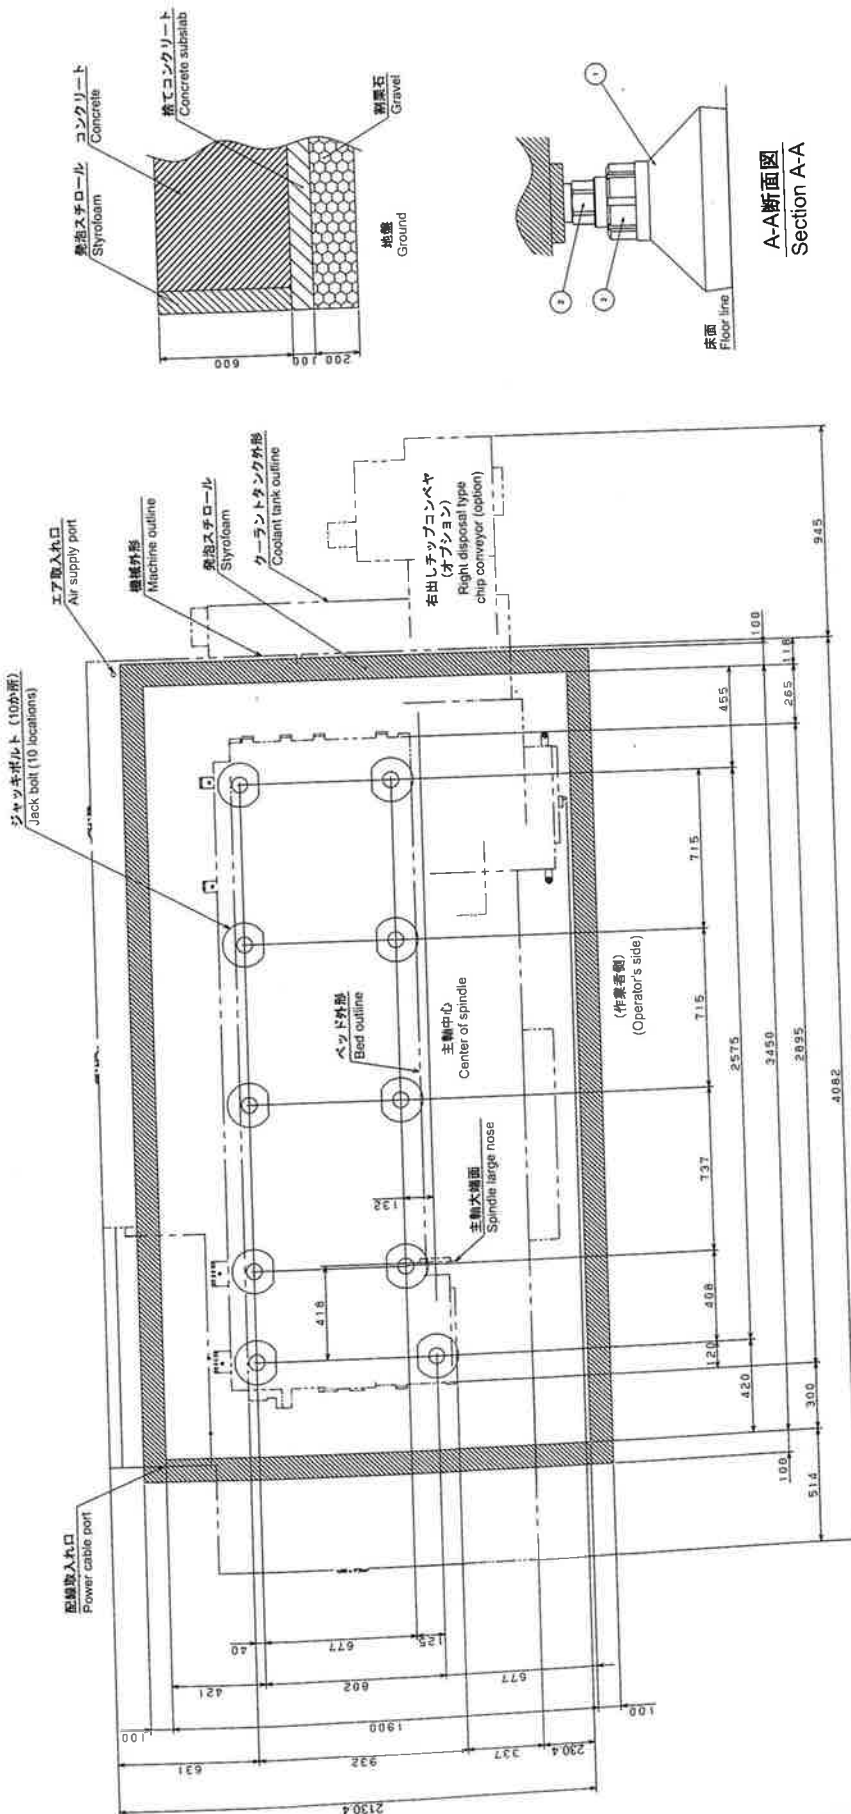 コンクリート
Concrete
発泡スチロール
Styrofoam
捨てコンクリート
Concrete subslab
割栗石
Gravel
地盤
Ground
600
100
200
1
2
3
床面
Floor line
A-A断面図
Section A-A
エア取入れ口
Air supply port
機械外形
Machine outline
発泡スチロール
Styrofoam
クーラントタンク外形
Coolant tank outline
ジャッキボルト (10か所)
Jack bolt (10 locations)
右出しチップコンベヤ
(オプション)
Right disposal type
chip conveyor (option)
ベッド外形
Bed outline
主軸中心
Center of spindle
主軸大端面
Spindle large nose
(作業者側)
(Operator's side)
配線取入れ口
Power cable port
132
418
945
100
118
455
265
715
715
737
408
120
420
300
100
514
2575
3450
2895
4082
40
677
125
421
802
677
100
1900
100
631
932
337
230.4
2130.4